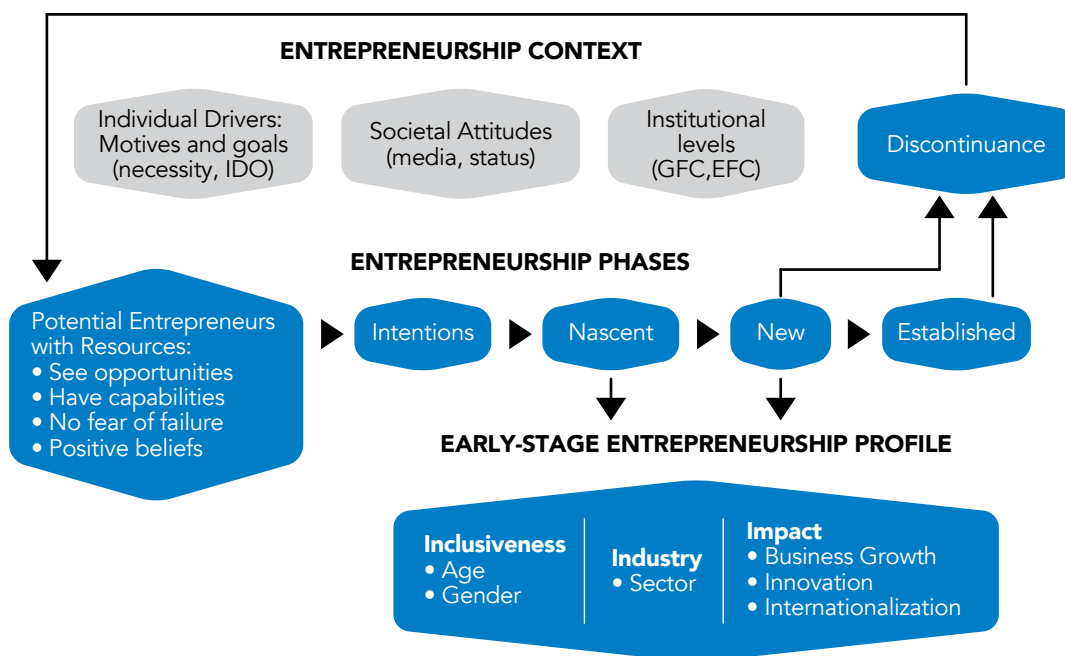 ENTREPRENEURSHIP CONTEXT
Individual Drivers:
Motives and goals
(necessity, IDO)
Societal Attitudes
(media, status)
Institutional
levels
(GFC,EFC)
Discontinuance
ENTREPRENEURSHIP PHASES
Potential Entrepreneurs
with Resources:
• See opportunities
• Have capabilities
• No fear of failure
• Positive beliefs
Intentions
Nascent
New
Established
EARLY-STAGE ENTREPRENEURSHIP PROFILE
Inclusiveness
• Age
• Gender
Industry
• Sector
Impact
• Business Growth
• Innovation
• Internationalization